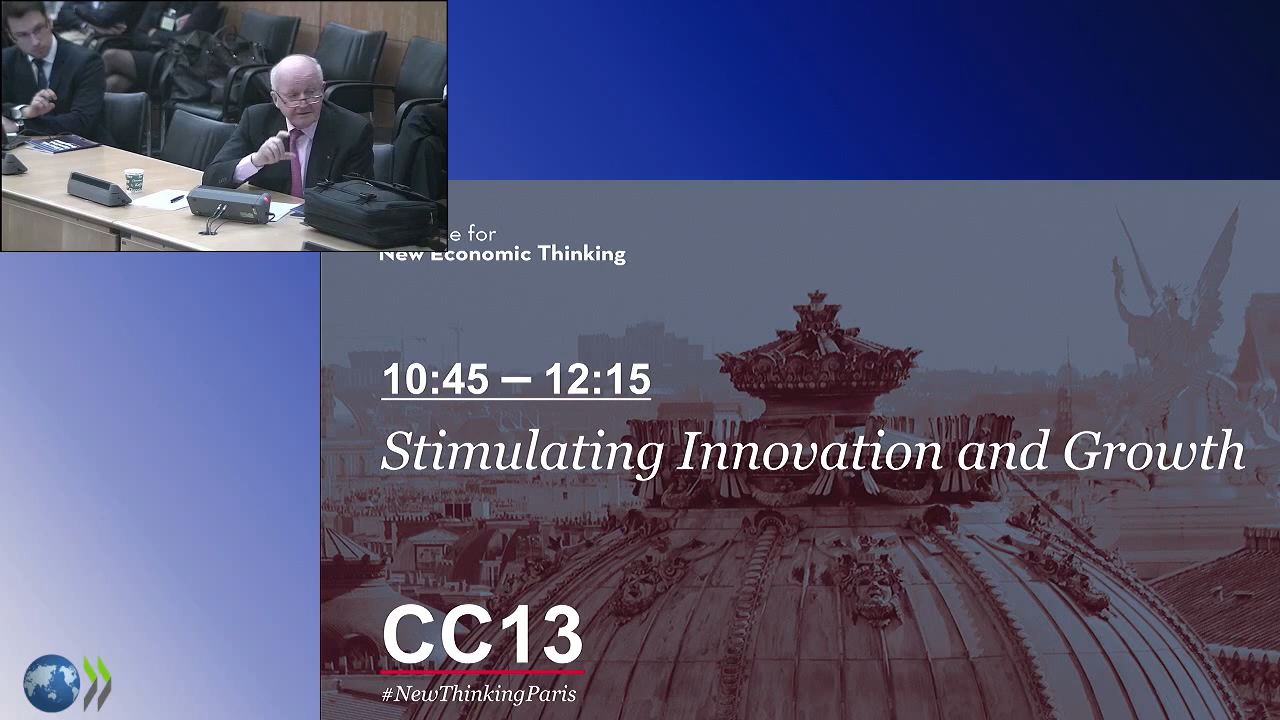 e for
New Economic Thinking
10:45 – 12:15
Stimulating Innovation and Growth
CC13
#NewThinkingParis